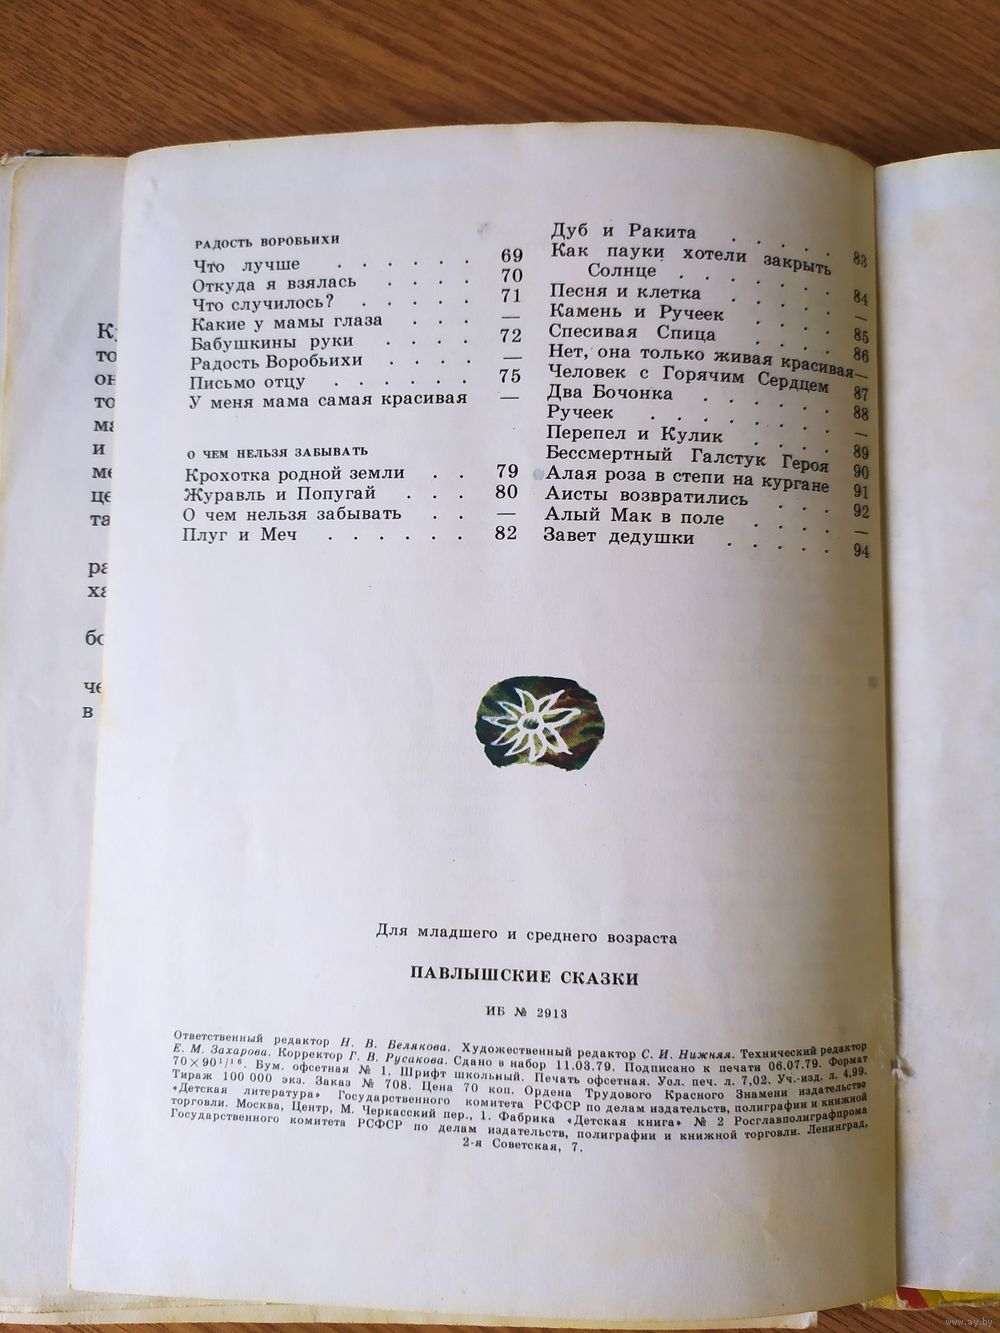 РАДОСТЬ ВОРОБЬИХИ
Что лучше . . . . . . 69
Откуда я взялась . . . . 70
Что случилось? . . . . . 71
Какие у мамы глаза . . . —
Бабушкины руки . . . . 72
Радость Воробьихи . . . . —
Письмо отцу . . . . . . 75
У меня мама самая красивая —
О ЧЕМ НЕЛЬЗЯ ЗАБЫВАТЬ
Крохотка родной земли . . 79
Журавль и Попугай . . . 80
О чем нельзя забывать . . —
Плуг и Меч . . . . . . 82
Дуб и Ракита . . . . . 83
Как пауки хотели закрыть
Солнце . . . . . . 84
Песня и клетка . . . . . —
Камень и Ручеек . . . . 85
Спесивая Спица . . . . 86
Нет, она только живая красивая—
Человек с Горячим Сердцем 87
Два Бочонка . . . . . . 88
Ручеек . . . . . . . —
Перепел и Кулик . . . . 89
Бессмертный Галстук Героя 90
Алая роза в степи на кургане 91
Аисты возвратились . . . . 92
Алый Мак в поле . . . . —
Завет дедушки . . . . . 94
Для младшего и среднего возраста
ПАВЛЫШСКИЕ СКАЗКИ
ИБ № 2913
Ответственный редактор Н. В. Белякова. Художественный редактор С. И. Нижняя. Технический редактор
Е. М. Захарова. Корректор Г. В. Русакова. Сдано в набор 11.03.79. Подписано к печати 06.07.79. Формат
70×90¹/₁₆. Бум. офсетная № 1. Шрифт школьный. Печать офсетная. Уол. печ. л. 7,02. Уч.-изд. л. 4,99.
Тираж 100 000 экз. Заказ № 708. Цена 70 коп. Ордена Трудового Красного Знамени издательство
«Детская литература» Государственного комитета РСФСР по делам издательств, полиграфии и книжной
торговли. Москва, Центр, М. Черкасский пер., 1. Фабрика «Детская книга» № 2 Росглавполиграфпрома
Государственного комитета РСФСР по делам издательств, полиграфии и книжной торговли. Ленинград,
2-я Советская, 7.
www.ay.by